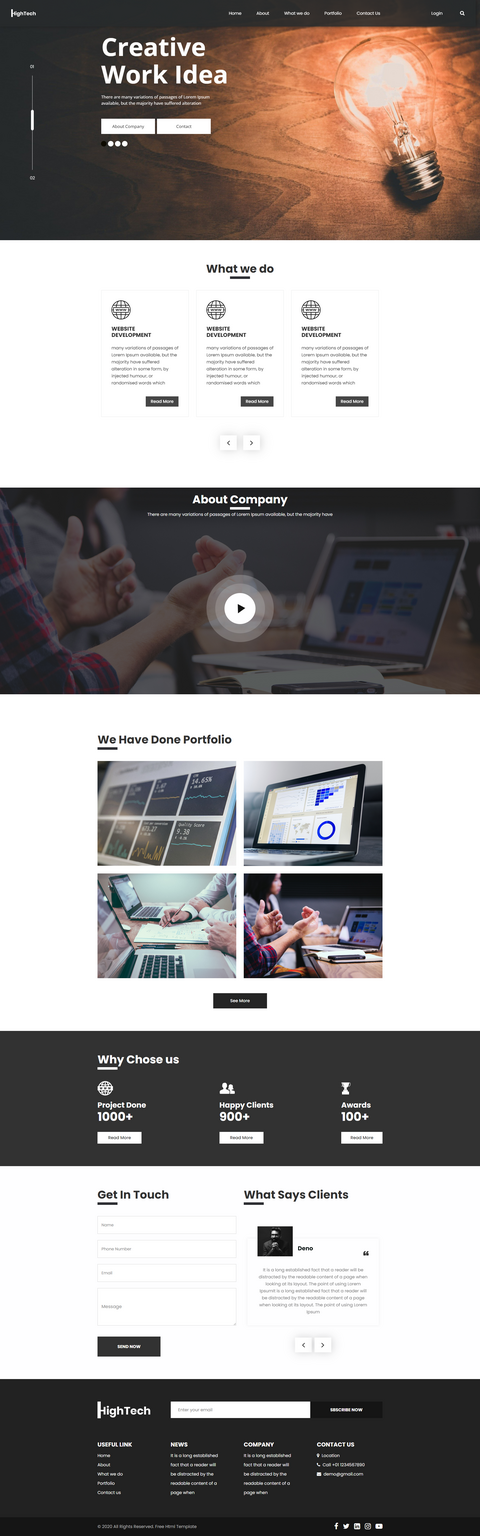 HighTech
Home About What we do Portfolio Contact Us Login
01
Creative
Work Idea
There are many variations of passages of Lorem Ipsum
available, but the majority have suffered alteration
About Company Contact
02
What we do
WEBSITE
DEVELOPMENT
many variations of passages of
Lorem Ipsum available, but the
majority have suffered
alteration in some form, by
injected humour, or
randomised words which
Read More
WEBSITE
DEVELOPMENT
many variations of passages of
Lorem Ipsum available, but the
majority have suffered
alteration in some form, by
injected humour, or
randomised words which
Read More
WEBSITE
DEVELOPMENT
many variations of passages of
Lorem Ipsum available, but the
majority have suffered
alteration in some form, by
injected humour, or
randomised words which
Read More
About Company
There are many variations of passages of Lorem Ipsum available, but the majority have
We Have Done Portfolio
14.65%
9.38
See More
Why Chose us
Project Done
1000+
Read More
Happy Clients
900+
Read More
Awards
100+
Read More
Get In Touch
Name
Phone Number
Email
Message
SEND NOW
What Says Clients
Deno
It is a long established fact that a reader will be
distracted by the readable content of a page when
looking at its layout. The point of using Lorem
IpsumIt is a long established fact that a reader will be
distracted by the readable content of a page
when looking at its layout. The point of using Lorem
Ipsum
HighTech
Enter your email
SBSCRIBE NOW
USEFUL LINK
Home
About
What we do
Portfolio
Contact us
NEWS
It is a long established
fact that a reader will
be distracted by the
readable content of a
page when
COMPANY
It is a long established
fact that a reader will
be distracted by the
readable content of a
page when
CONTACT US
Location
Call +01 1234567890
demo@gmail.com
© 2020 All Rights Reserved. Free Html Template